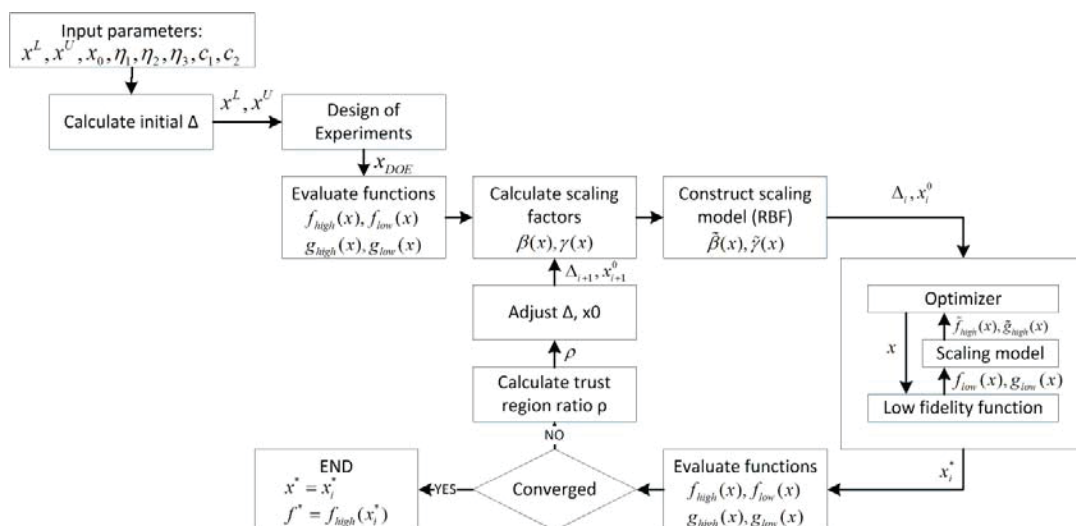 Input parameters:
x^L, x^U, x_0, η_1, η_2, η_3, c_1, c_2
Calculate initial Δ
x^L, x^U
Design of
Experiments
x_DOE
Evaluate functions
f_high(x), f_low(x)
g_high(x), g_low(x)
Calculate scaling
factors
β(x), γ(x)
Construct scaling
model (RBF)
β̃(x), γ̃(x)
Δ_i, x_i^0
Optimizer
f̃_high(x), g̃_high(x)
x
Scaling model
f_low(x), g_low(x)
Low fidelity function
x_i^*
Evaluate functions
f_high(x), f_low(x)
g_high(x), g_low(x)
Converged
NO
Calculate trust
region ratio ρ
ρ
Adjust Δ, x0
Δ_{i+1}, x_{i+1}^0
YES
END
x^* = x_i^*
f^* = f_high(x_i^*)